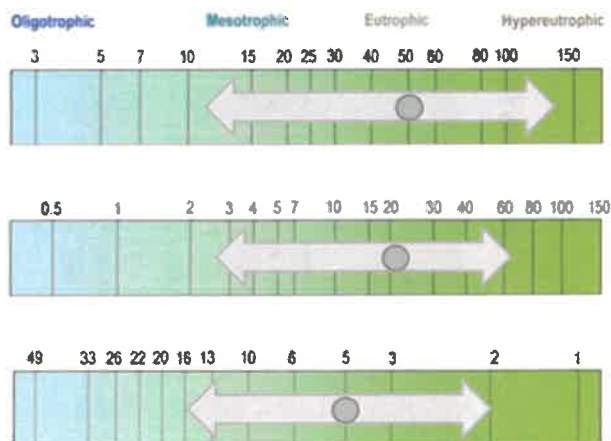 Oligotrophic Mesotrophic Eutrophic Hypereutrophic
3 5 7 10 15 20 25 30 40 50 60 80 100 150
0.5 1 2 3 4 5 7 10 15 20 30 40 60 80 100 150
49 33 26 22 20 16 13 10 6 5 3 2 1